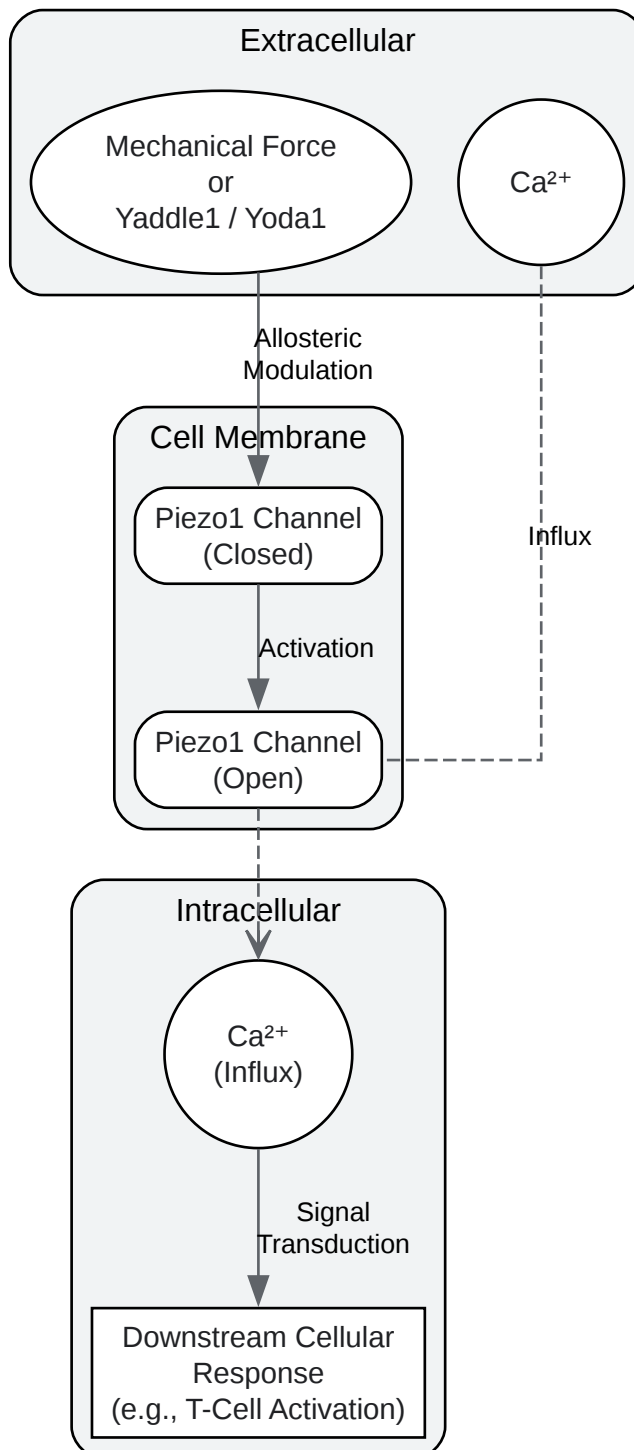 Extracellular
Mechanical Force
or
Yaddle1 / Yoda1
Ca²⁺
Allosteric
Modulation
Cell Membrane
Piezo1 Channel
(Closed)
Influx
Activation
Piezo1 Channel
(Open)
Intracellular
Ca²⁺
(Influx)
Signal
Transduction
Downstream Cellular
Response
(e.g., T-Cell Activation)